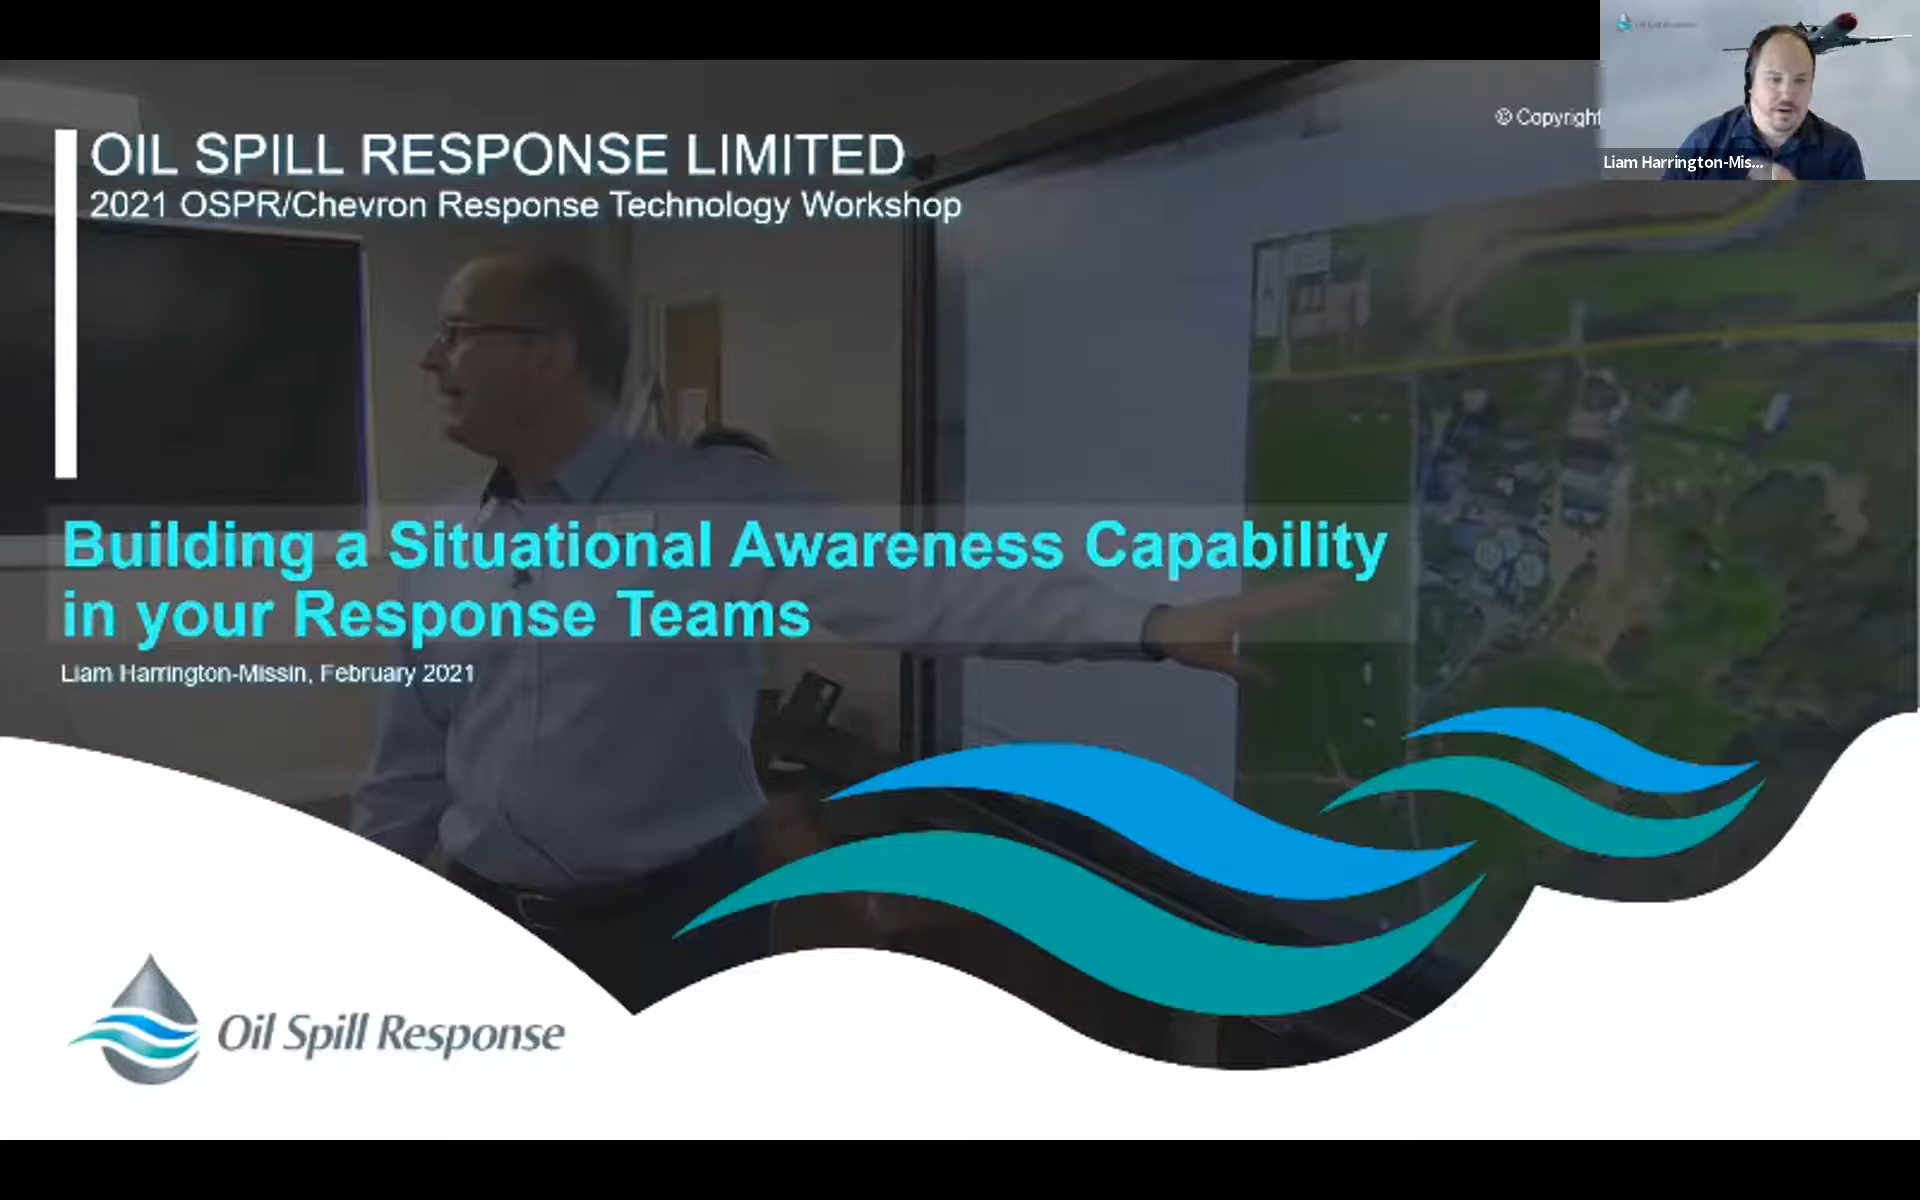 OIL SPILL RESPONSE LIMITED
2021 OSPR/Chevron Response Technology Workshop
© Copyright
Liam Harrington-Mis...
Building a Situational Awareness Capability
in your Response Teams
Liam Harrington-Missin, February 2021
Oil Spill Response